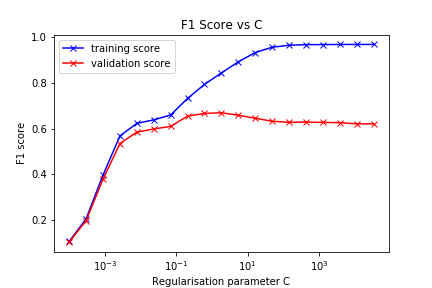 F1 Score vs C
training score
validation score
1.0
0.8
0.6
0.4
0.2
F1 score
10⁻³ 10⁻¹ 10¹ 10³
Regularisation parameter C